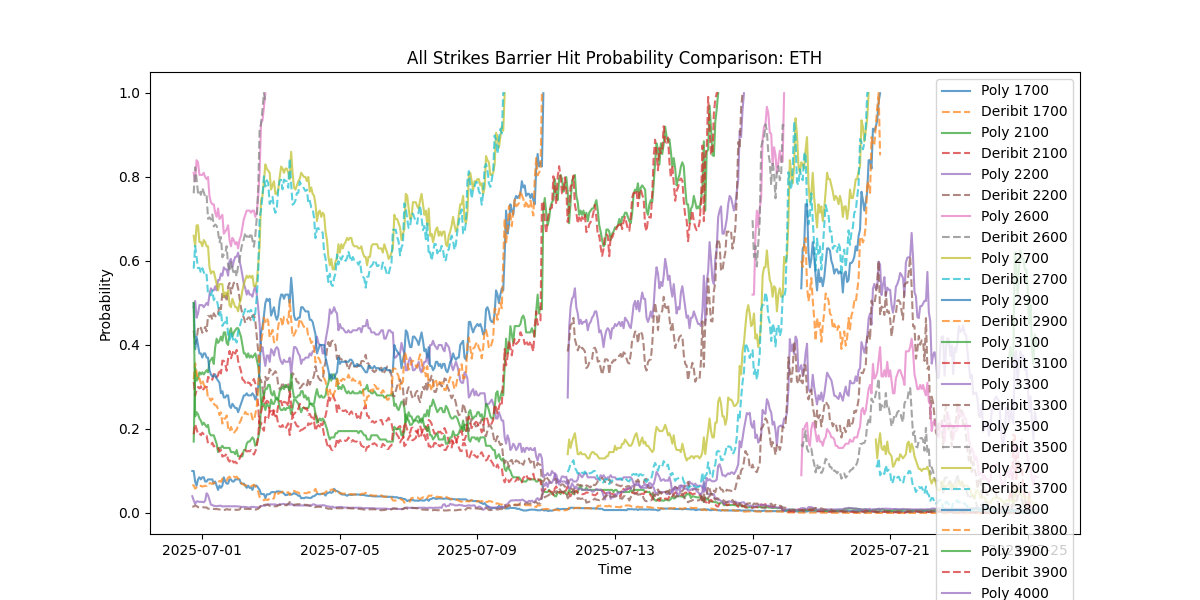 All Strikes Barrier Hit Probability Comparison: ETH
Probability
1.0
0.8
0.6
0.4
0.2
0.0
2025-07-01
2025-07-05
2025-07-09
2025-07-13
2025-07-17
2025-07-21
2025-07-25
Time
Poly 1700
Deribit 1700
Poly 2100
Deribit 2100
Poly 2200
Deribit 2200
Poly 2600
Deribit 2600
Poly 2700
Deribit 2700
Poly 2900
Deribit 2900
Poly 3100
Deribit 3100
Poly 3300
Deribit 3300
Poly 3500
Deribit 3500
Poly 3700
Deribit 3700
Poly 3800
Deribit 3800
Poly 3900
Deribit 3900
Poly 4000